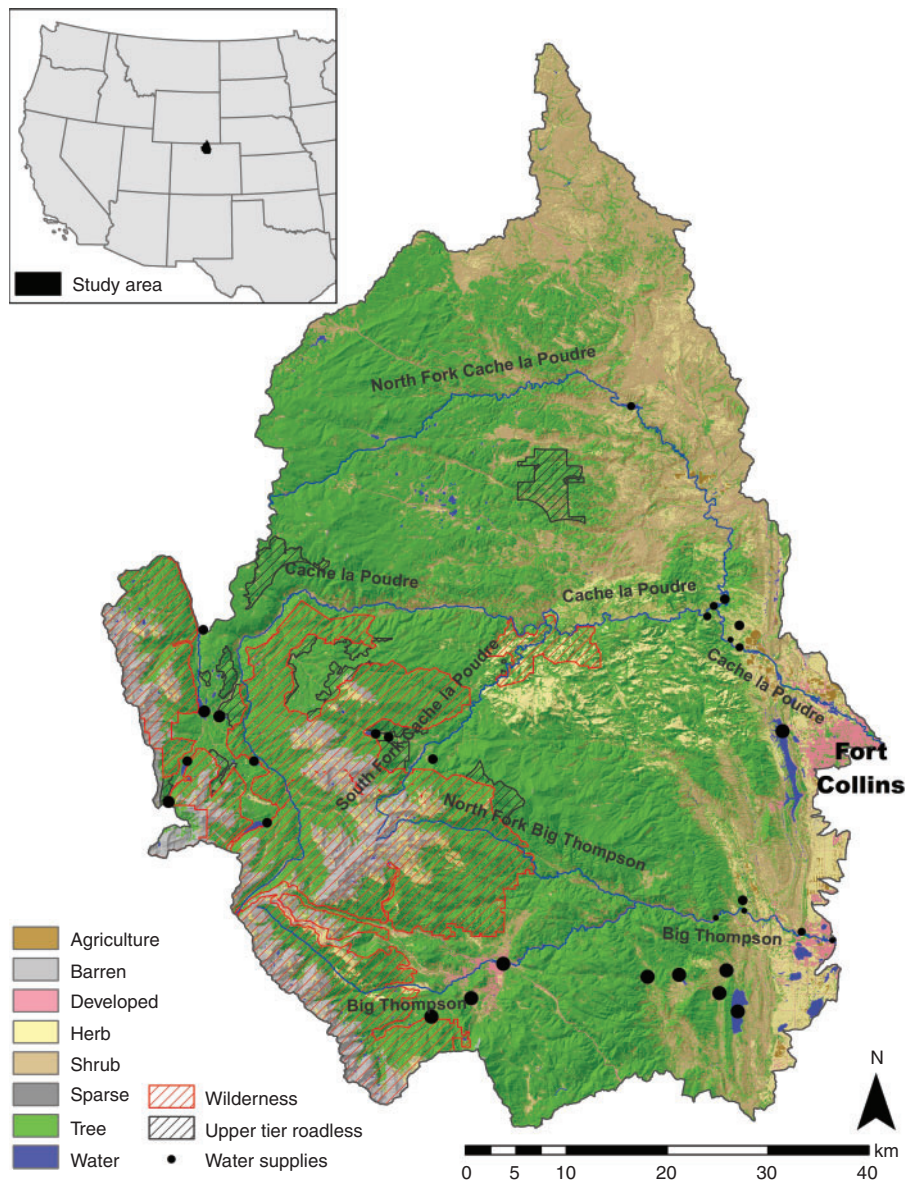 Study area
North Fork Cache la Poudre
Cache la Poudre
Cache la Poudre
Cache la Poudre
South Fork Cache la Poudre
Fort
Collins
North Fork Big Thompson
Big Thompson
Big Thompson
Agriculture
Barren
Developed
Herb
Shrub
Sparse
Tree
Water
Wilderness
Upper tier roadless
Water supplies
N
km
0 5 10 20 30 40